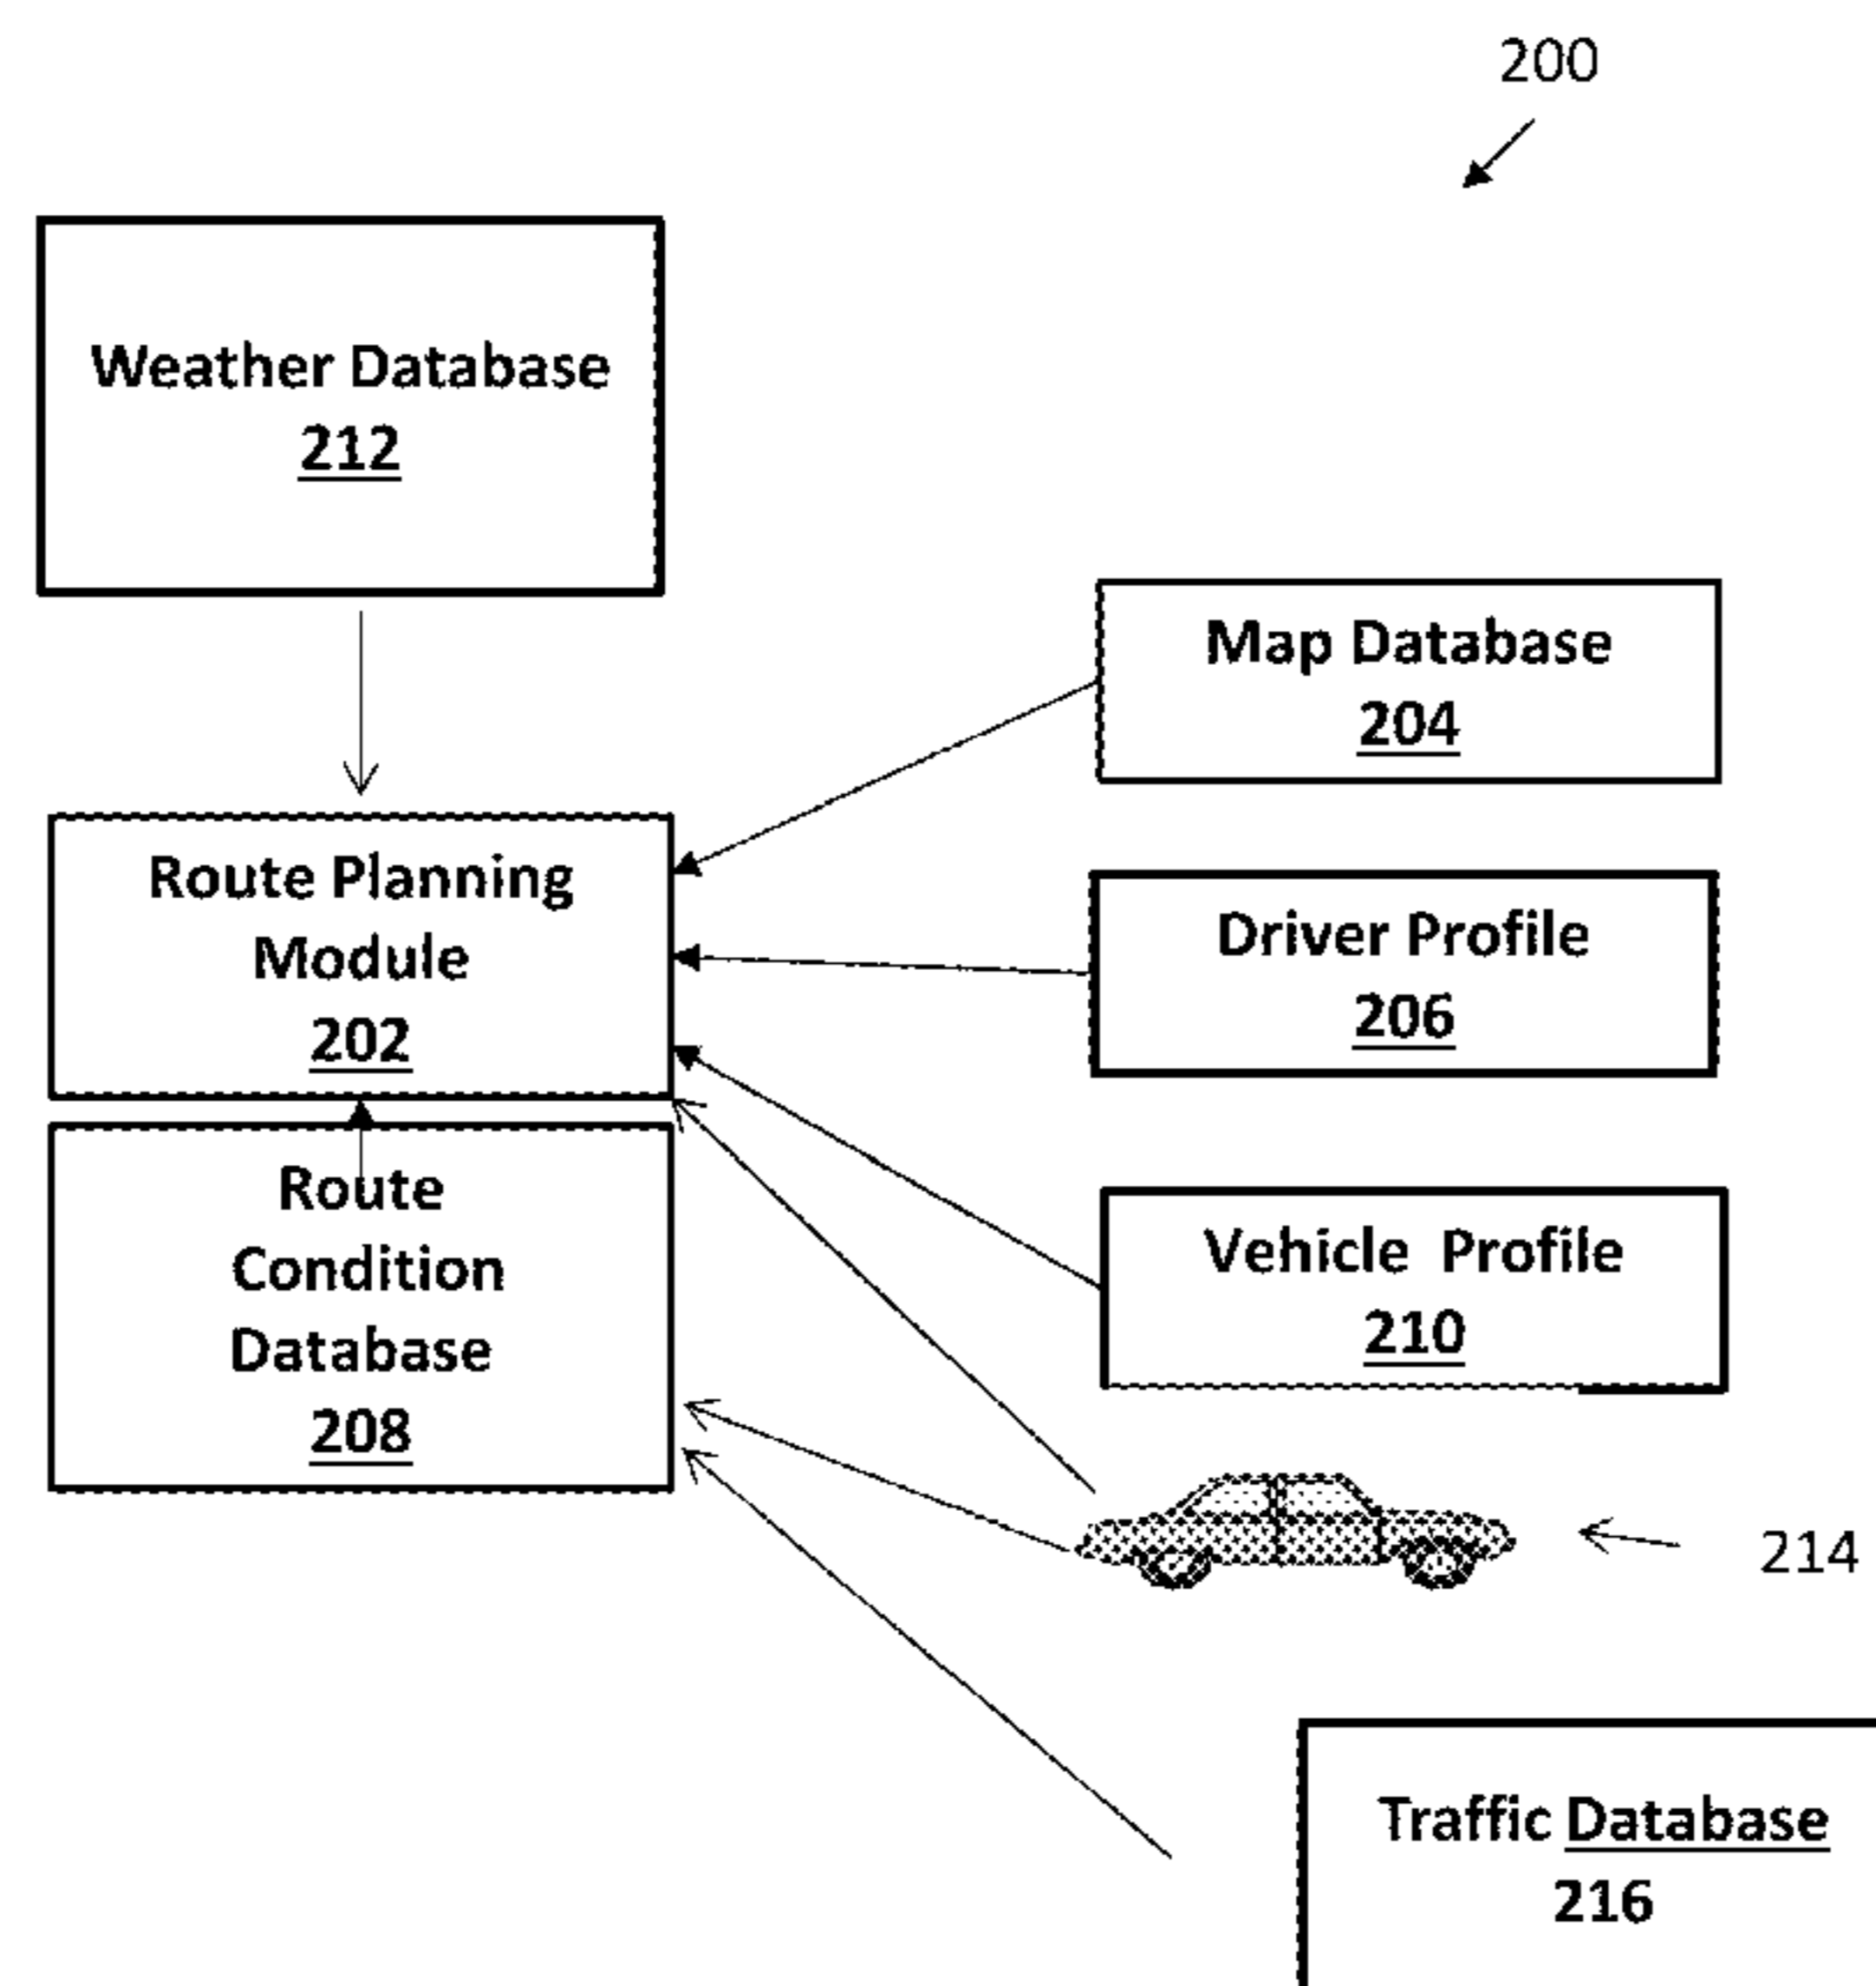 200
Weather Database
212
Map Database
204
Route Planning
Module
202
Driver Profile
206
Route
Condition
Database
208
Vehicle Profile
210
214
Traffic Database
216